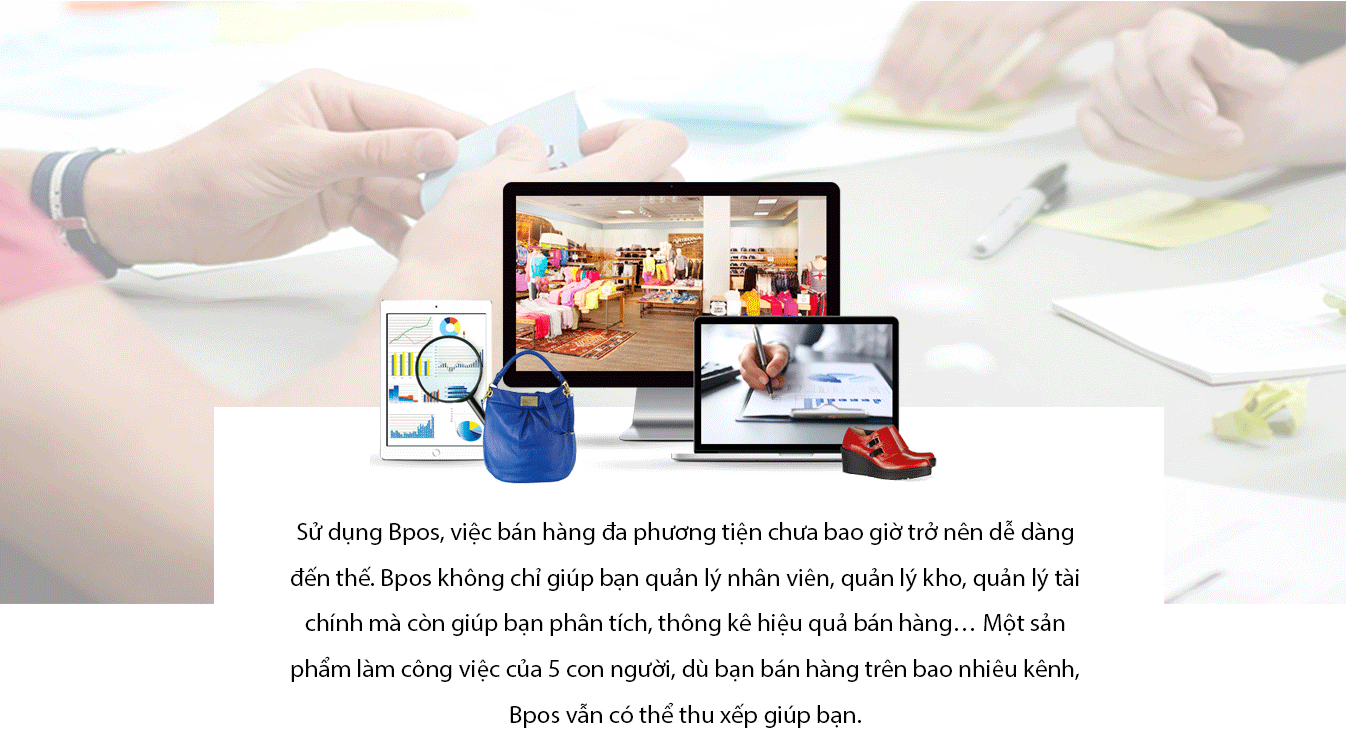 Sử dụng Bpos, việc bán hàng đa phương tiện chưa bao giờ trở nên dễ dàng
đến thế. Bpos không chỉ giúp bạn quản lý nhân viên, quản lý kho, quản lý tài
chính mà còn giúp bạn phân tích, thông kê hiệu quả bán hàng… Một sản
phẩm làm công việc của 5 con người, dù bạn bán hàng trên bao nhiêu kênh,
Bpos vẫn có thể thu xếp giúp bạn.